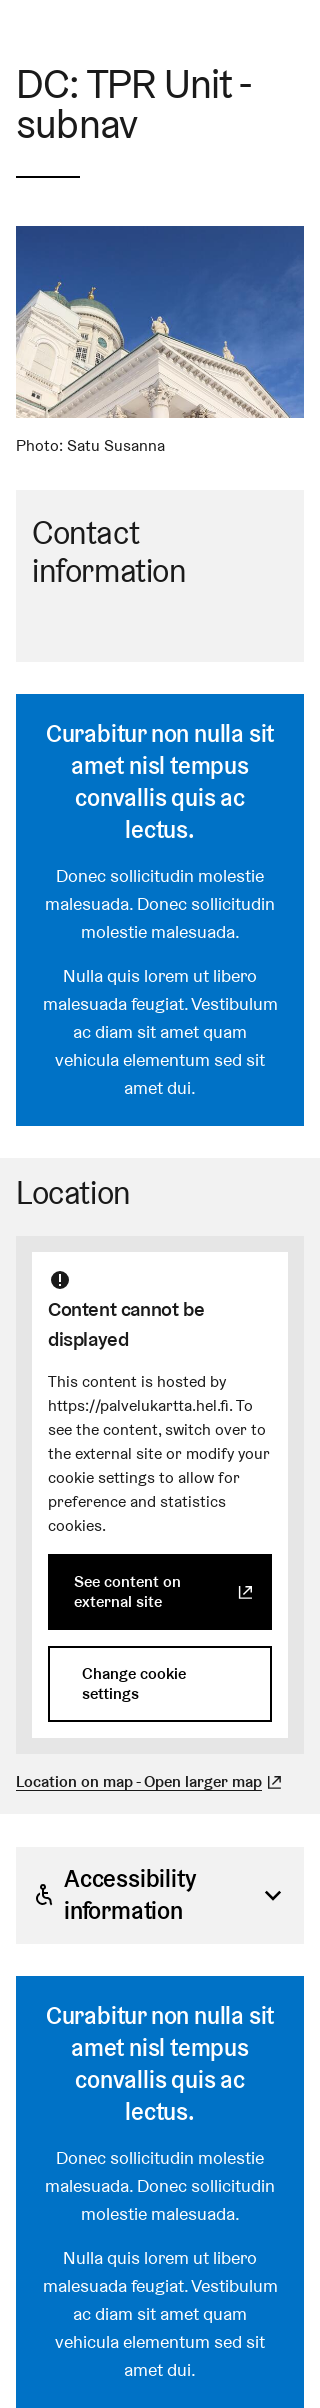 DC: TPR Unit -
subnav
Photo: Satu Susanna
Contact
information
Curabitur non nulla sit
amet nisl tempus
convallis quis ac
lectus.
Donec sollicitudin molestie
malesuada. Donec sollicitudin
molestie malesuada.
Nulla quis lorem ut libero
malesuada feugiat. Vestibulum
ac diam sit amet quam
vehicula elementum sed sit
amet dui.
Location
Content cannot be
displayed
This content is hosted by
https://palvelukartta.hel.fi. To
see the content, switch over to
the external site or modify your
cookie settings to allow for
preference and statistics
cookies.
See content on
external site
Change cookie
settings
Location on map - Open larger map
Accessibility
information
Curabitur non nulla sit
amet nisl tempus
convallis quis ac
lectus.
Donec sollicitudin molestie
malesuada. Donec sollicitudin
molestie malesuada.
Nulla quis lorem ut libero
malesuada feugiat. Vestibulum
ac diam sit amet quam
vehicula elementum sed sit
amet dui.